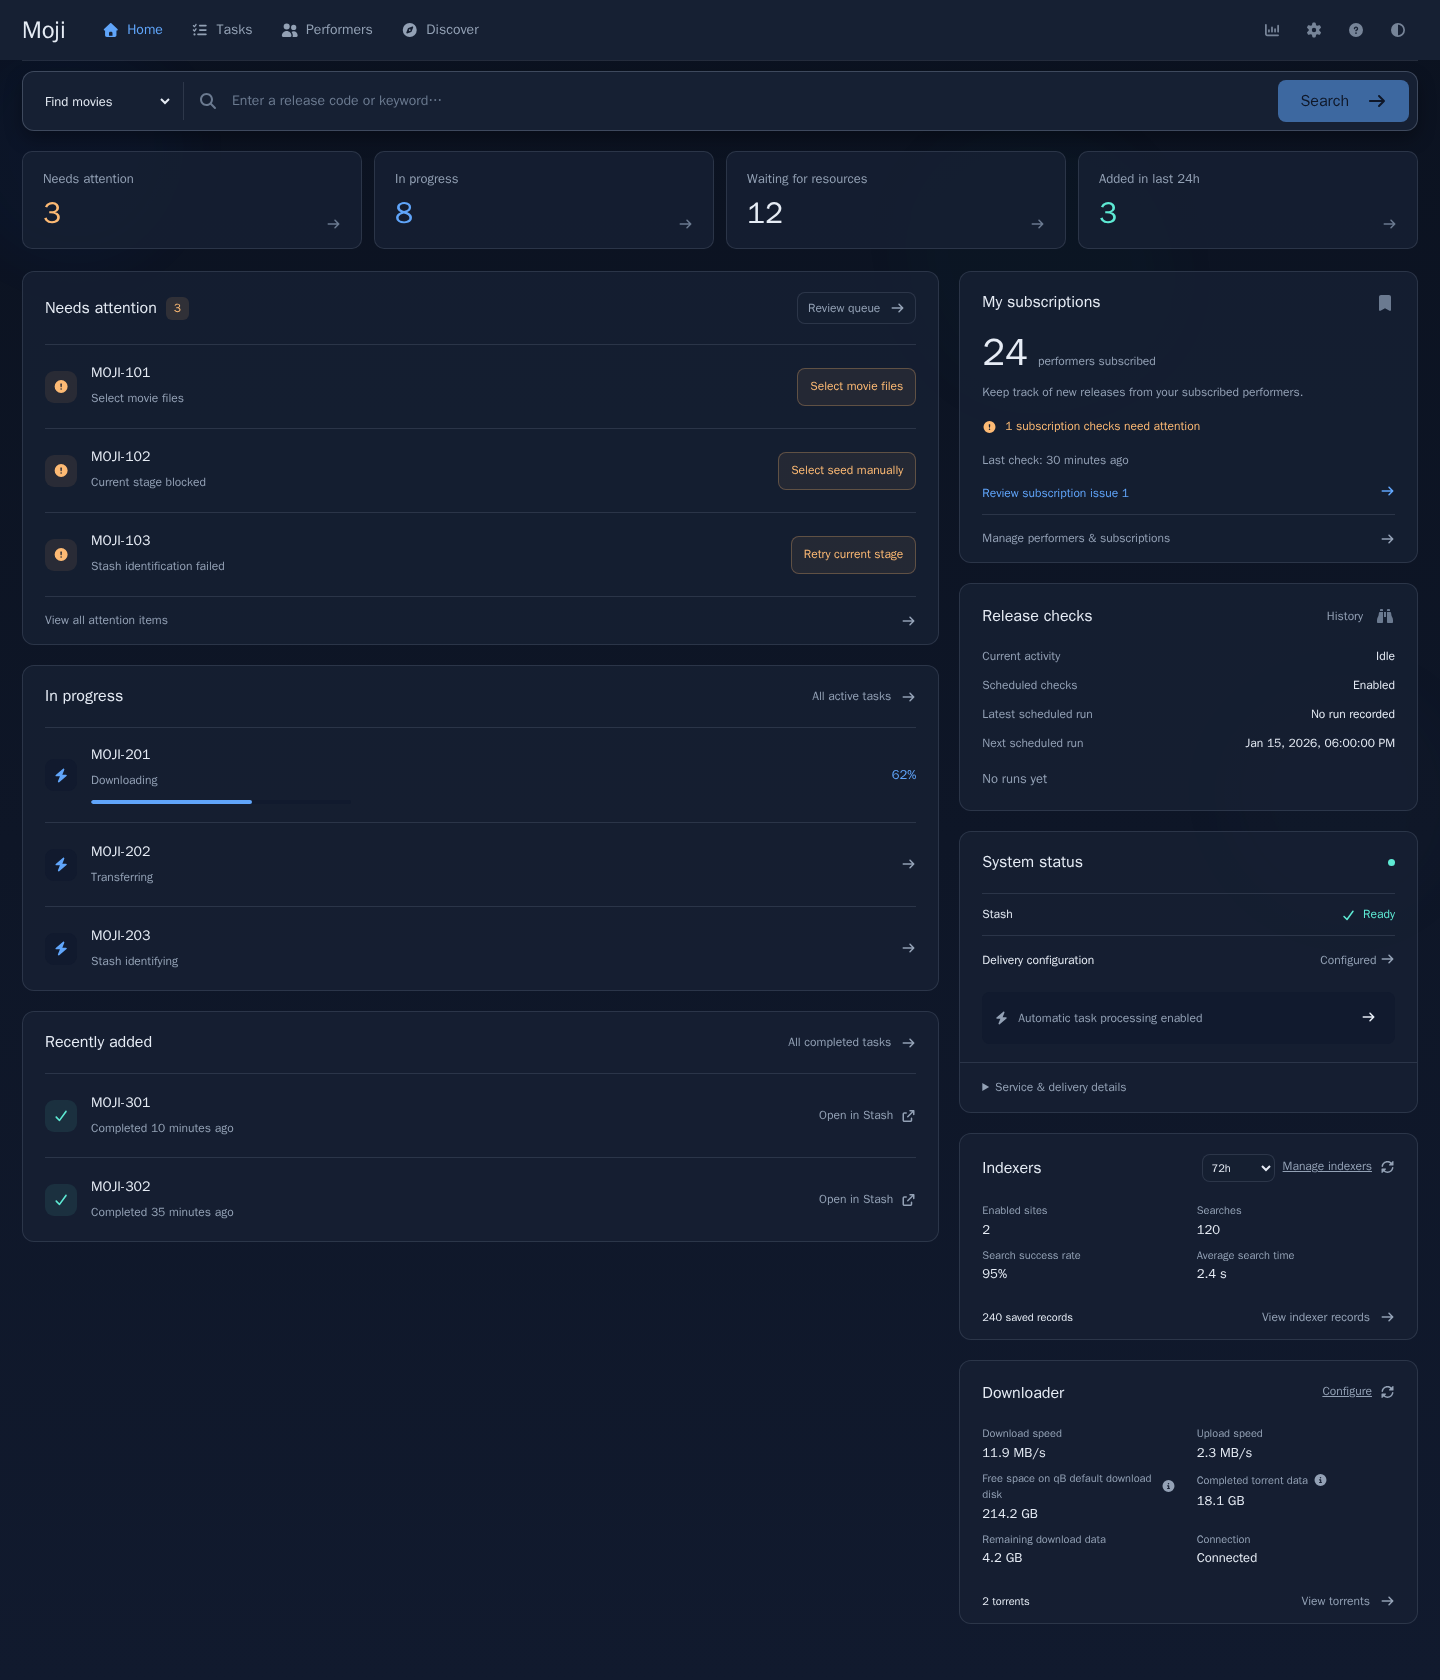 Moji
Home
Tasks
Performers
Discover
Find movies
Enter a release code or keyword···
Search
Needs attention
3
In progress
8
Waiting for resources
12
Added in last 24h
3
Needs attention 3
Review queue
MOJI-101
Select movie files
Select movie files
MOJI-102
Current stage blocked
Select seed manually
MOJI-103
Stash identification failed
Retry current stage
View all attention items
In progress
All active tasks
MOJI-201
Downloading
62%
MOJI-202
Transferring
MOJI-203
Stash identifying
Recently added
All completed tasks
MOJI-301
Completed 10 minutes ago
Open in Stash
MOJI-302
Completed 35 minutes ago
Open in Stash
My subscriptions
24 performers subscribed
Keep track of new releases from your subscribed performers.
1 subscription checks need attention
Last check: 30 minutes ago
Review subscription issue 1
Manage performers & subscriptions
Release checks
History
Current activity
Idle
Scheduled checks
Enabled
Latest scheduled run
No run recorded
Next scheduled run
Jan 15, 2026, 06:00:00 PM
No runs yet
System status
Stash
Ready
Delivery configuration
Configured
Automatic task processing enabled
Service & delivery details
Indexers
72h
Manage indexers
Enabled sites
2
Searches
120
Search success rate
95%
Average search time
2.4 s
240 saved records
View indexer records
Downloader
Configure
Download speed
11.9 MB/s
Upload speed
2.3 MB/s
Free space on qB default download
disk
214.2 GB
Completed torrent data
18.1 GB
Remaining download data
4.2 GB
Connection
Connected
2 torrents
View torrents